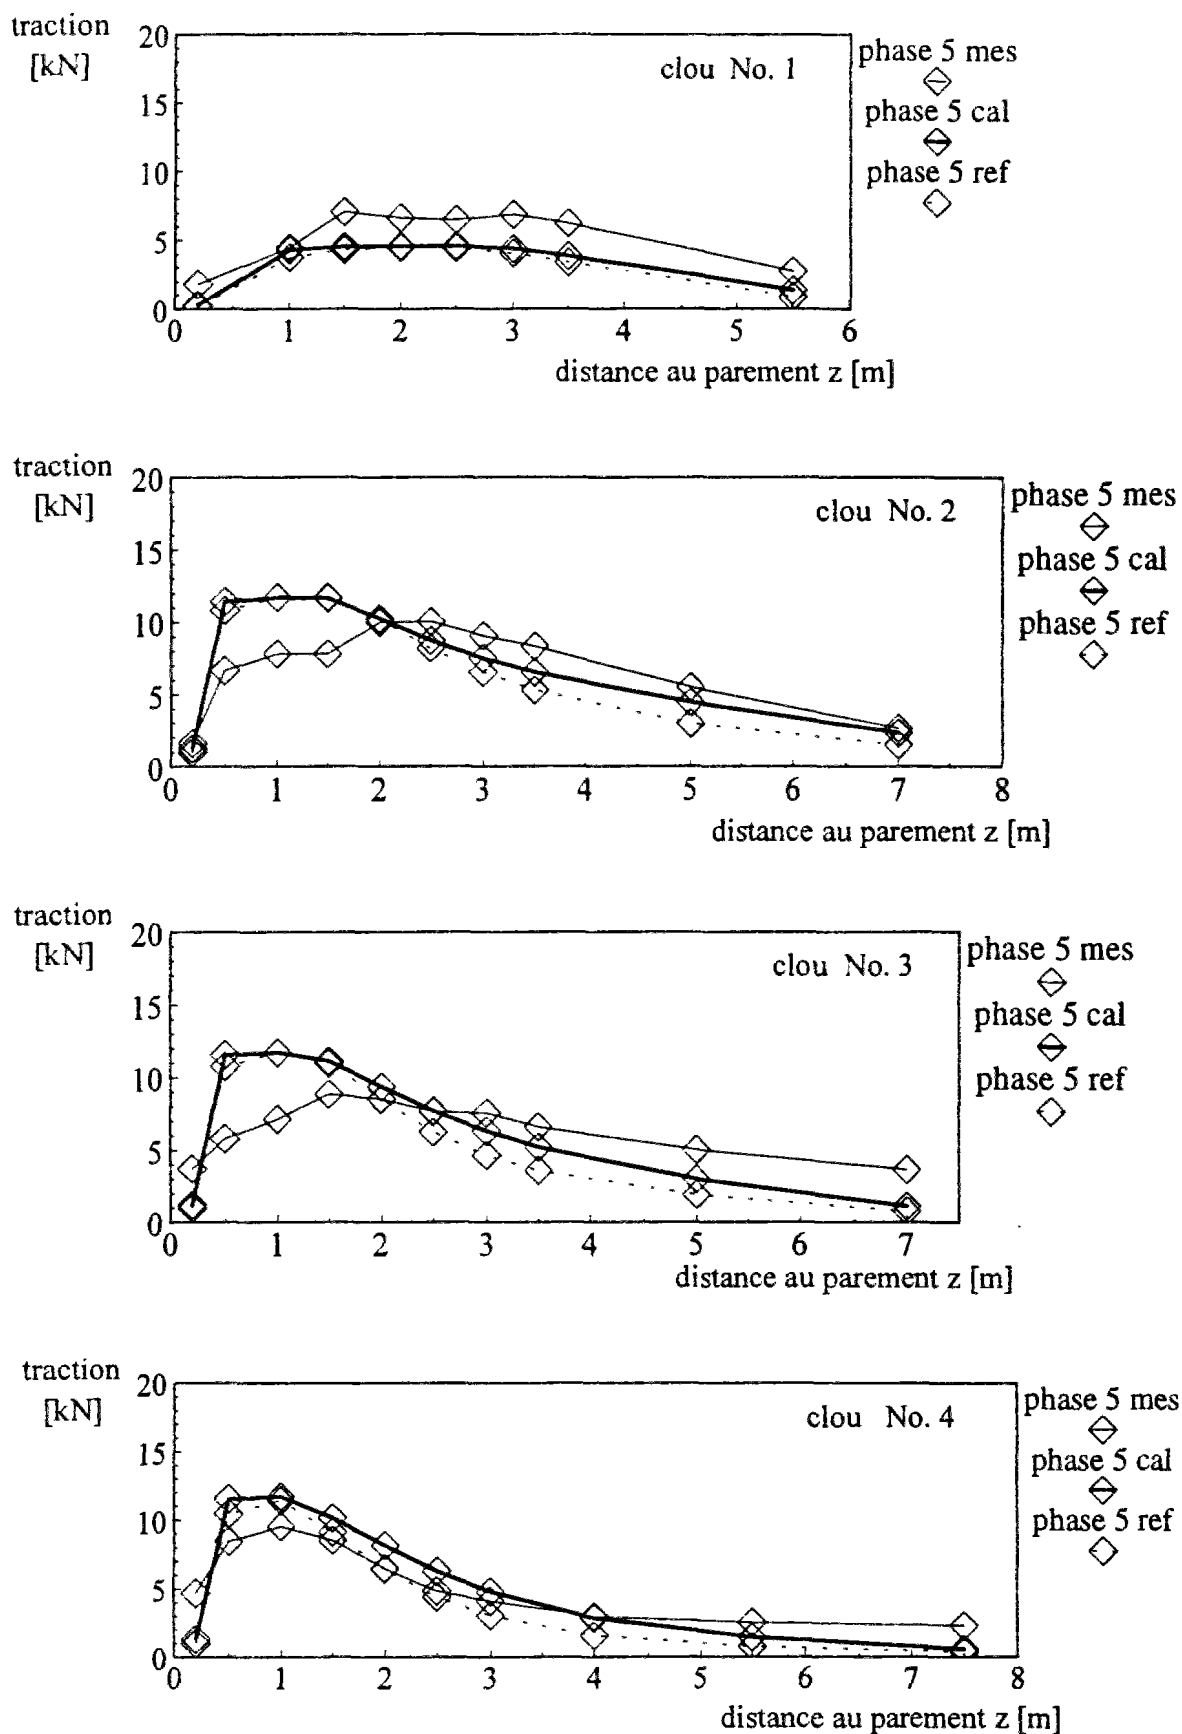 traction
[kN]
20
15
10
5
0
clou No. 1
0 1 2 3 4 5 6
distance au parement z [m]
phase 5 mes
phase 5 cal
phase 5 ref
traction
[kN]
20
15
10
5
0
clou No. 2
0 1 2 3 4 5 6 7 8
distance au parement z [m]
phase 5 mes
phase 5 cal
phase 5 ref
traction
[kN]
20
15
10
5
0
clou No. 3
0 1 2 3 4 5 6 7
distance au parement z [m]
phase 5 mes
phase 5 cal
phase 5 ref
traction
[kN]
20
15
10
5
0
clou No. 4
0 1 2 3 4 5 6 7 8
distance au parement z [m]
phase 5 mes
phase 5 cal
phase 5 ref